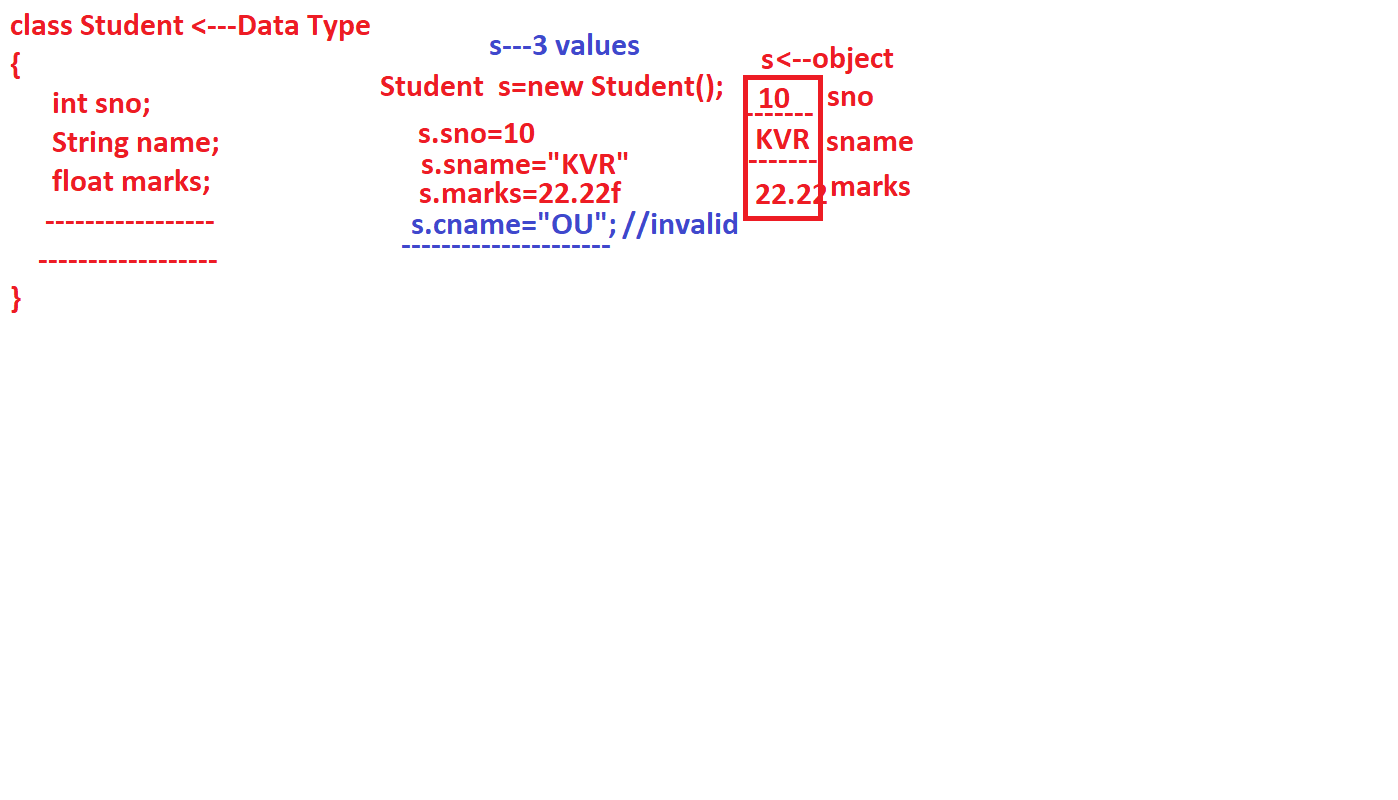 class Student <---Data Type
{
int sno;
String name;
float marks;
-----------------
------------------
}
s---3 values
Student  s=new Student();
s.sno=10
s.sname="KVR"
s.marks=22.22f
s.cname="OU"; //invalid
---------------------
s<--object
10 sno
-------
KVR sname
-------
22.22 marks